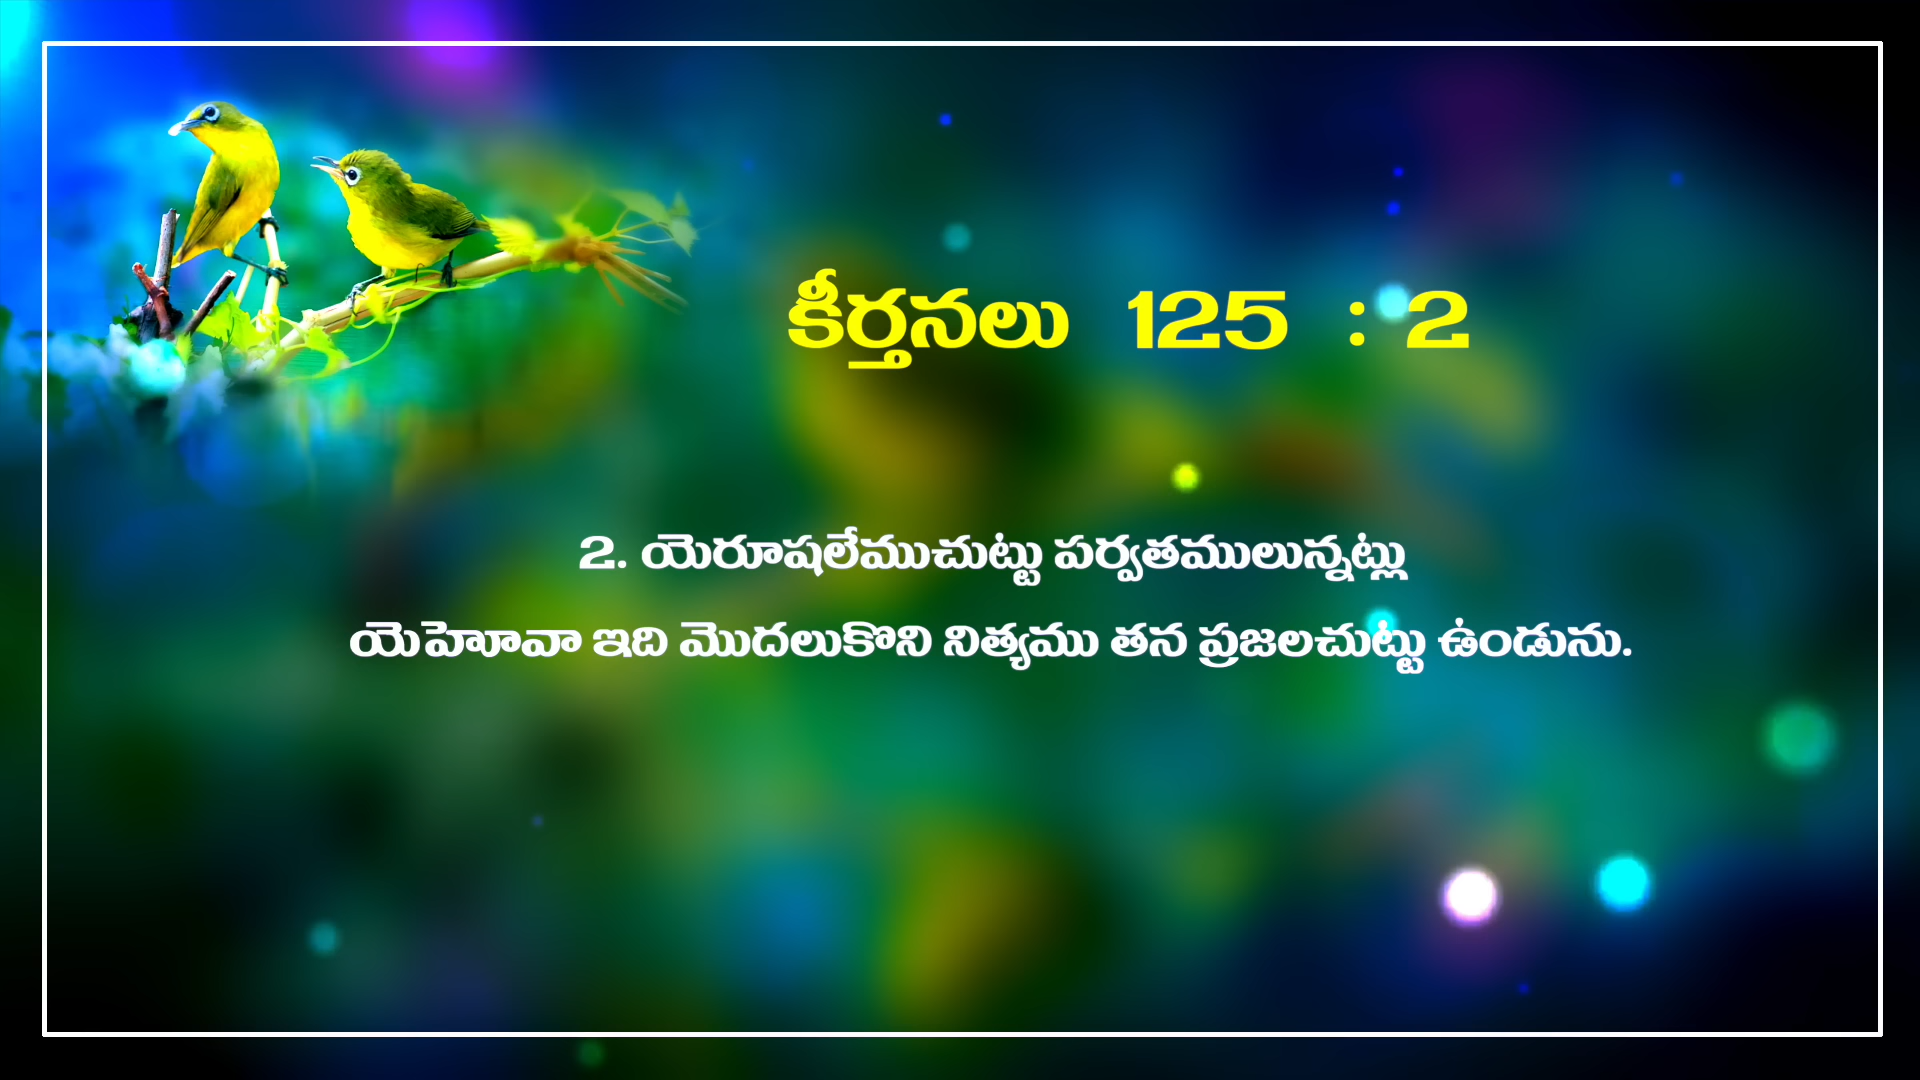 కీర్తనలు 125 : 2
2. యెరూషలేముచుట్టు పర్వతములున్నట్లు
యెహోవా ఇది మొదలుకొని నిత్యము తన ప్రజలచుట్టు ఉండును.